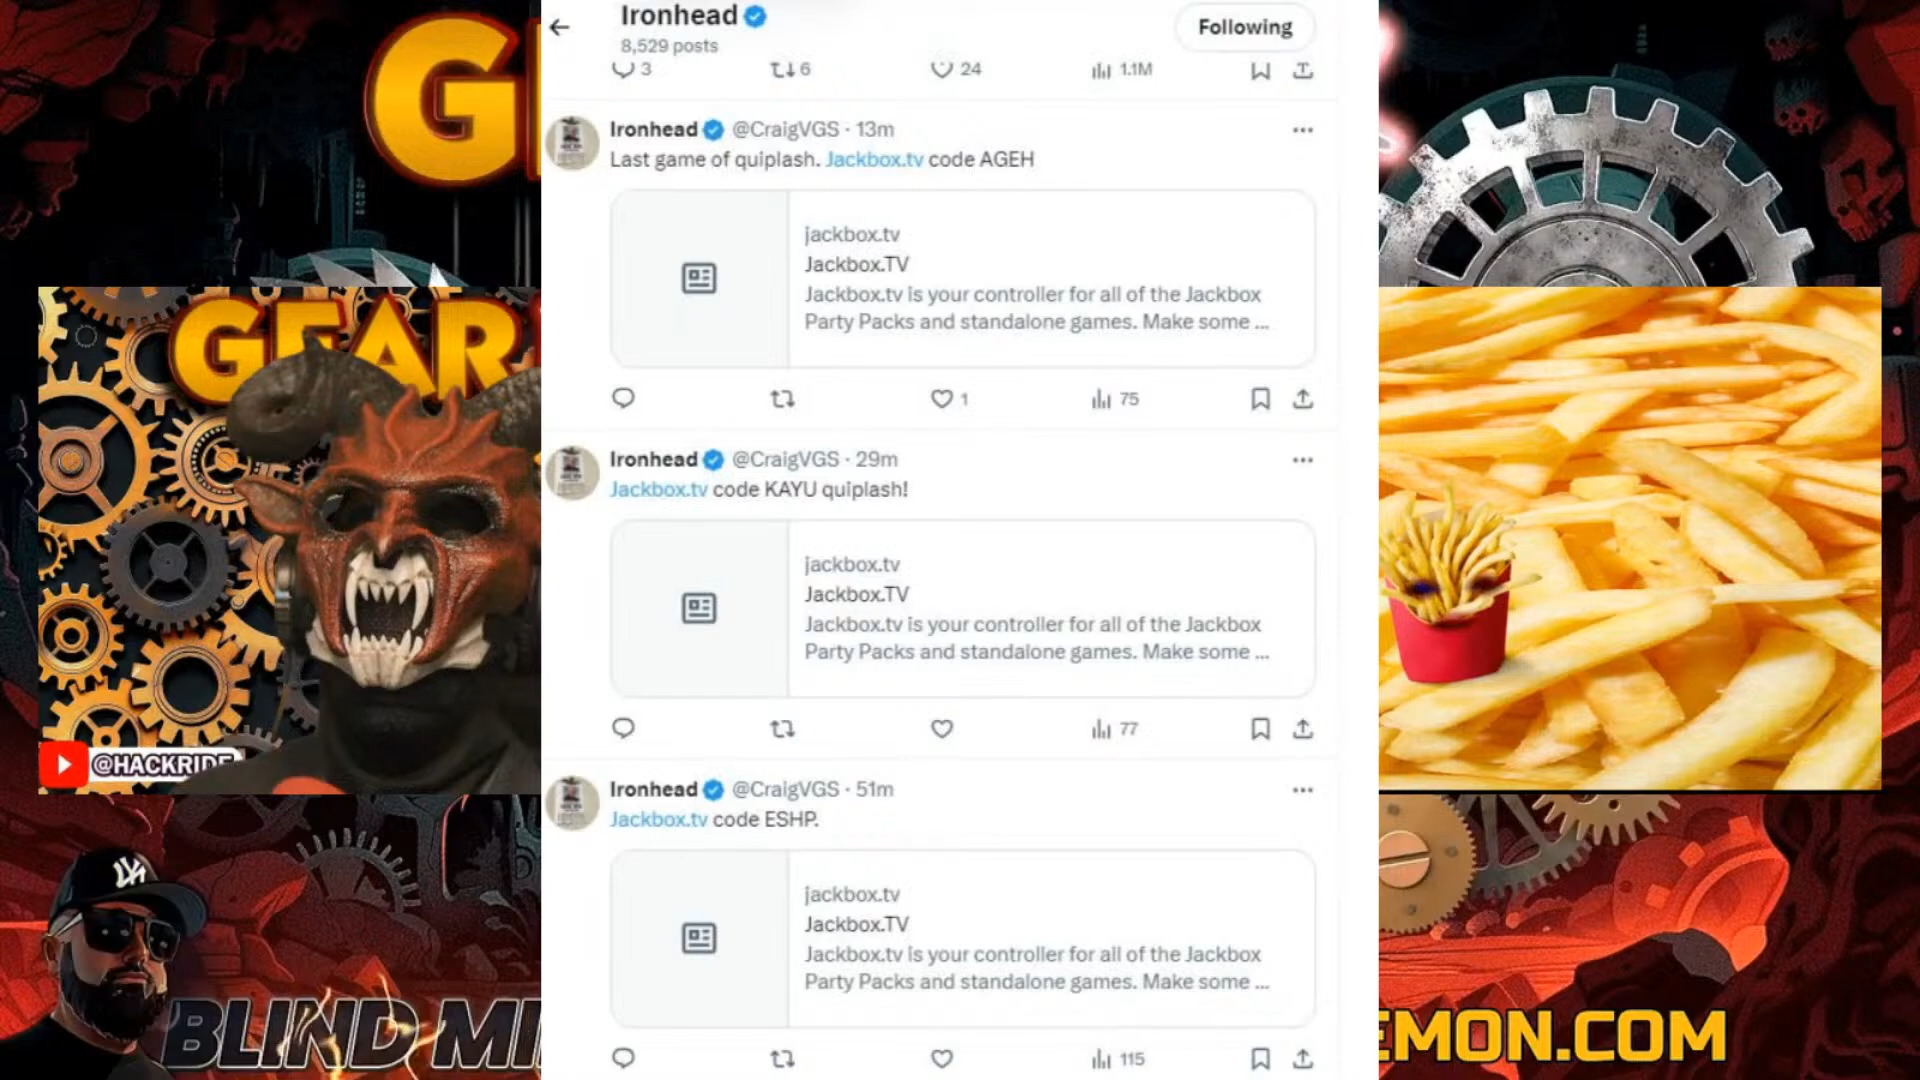 Ironhead
8,529 posts
Following
3
6
24
1.1M
Ironhead @CraigVGS · 13m
Last game of quiplash. Jackbox.tv code AGEH
jackbox.tv
Jackbox.TV
Jackbox.tv is your controller for all of the Jackbox
Party Packs and standalone games. Make some ...
1
75
Ironhead @CraigVGS · 29m
Jackbox.tv code KAYU quiplash!
jackbox.tv
Jackbox.TV
Jackbox.tv is your controller for all of the Jackbox
Party Packs and standalone games. Make some ...
77
Ironhead @CraigVGS · 51m
Jackbox.tv code ESHP.
jackbox.tv
Jackbox.TV
Jackbox.tv is your controller for all of the Jackbox
Party Packs and standalone games. Make some ...
115
G
GEAR
@HACKRIDE
BLIND MI
EMON.COM